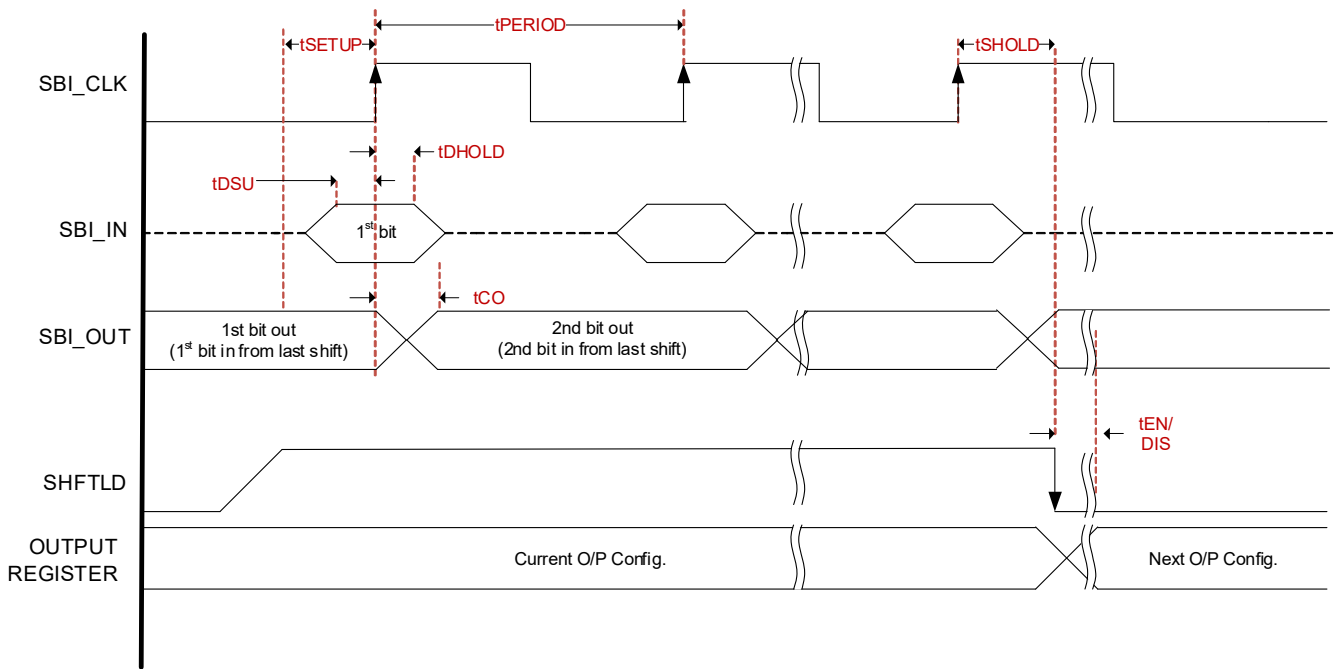 tPERIOD
tSETUP
tSHOLD
SBI_CLK
tDHOLD
tDSU
SBI_IN
1st bit
tCO
SBI_OUT
1st bit out
(1st bit in from last shift)
2nd bit out
(2nd bit in from last shift)
tEN/
DIS
SHFTLD
OUTPUT
REGISTER
Current O/P Config.
Next O/P Config.